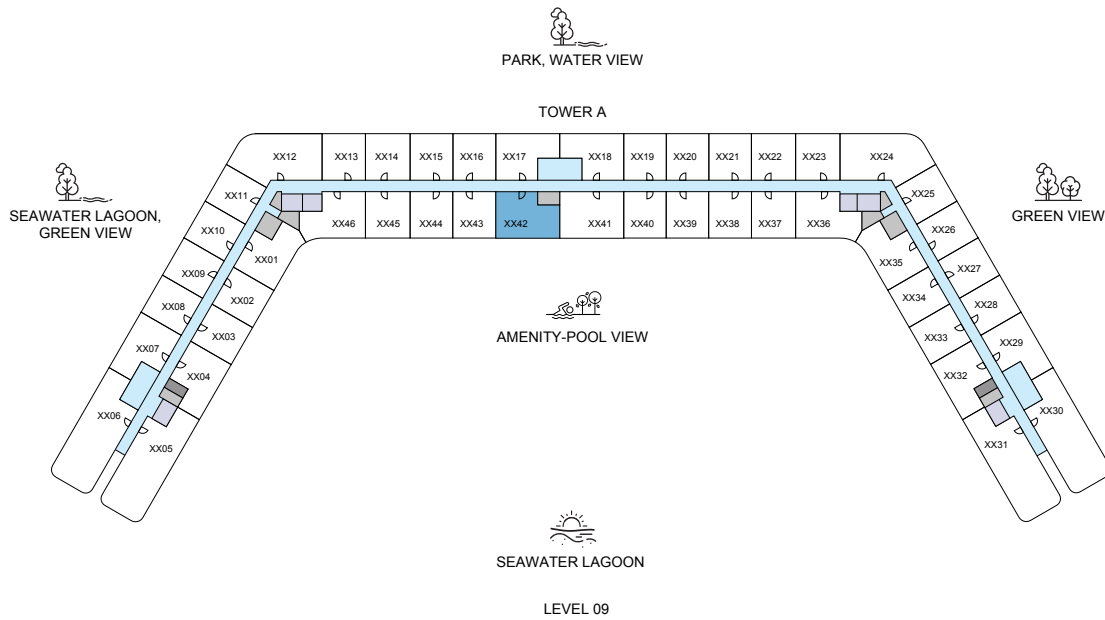 PARK, WATER VIEW
TOWER A
XX12
XX13
XX14
XX15
XX16
XX17
XX18
XX19
XX20
XX21
XX22
XX23
XX24
SEAWATER LAGOON,
GREEN VIEW
GREEN VIEW
XX11
XX25
XX10
XX46
XX45
XX44
XX43
XX42
XX41
XX40
XX39
XX38
XX37
XX36
XX26
XX01
XX35
XX09
XX27
XX02
XX34
XX08
XX28
XX03
XX33
XX07
XX29
XX04
XX32
XX06
XX30
XX05
XX31
AMENITY-POOL VIEW
SEAWATER LAGOON
LEVEL 09